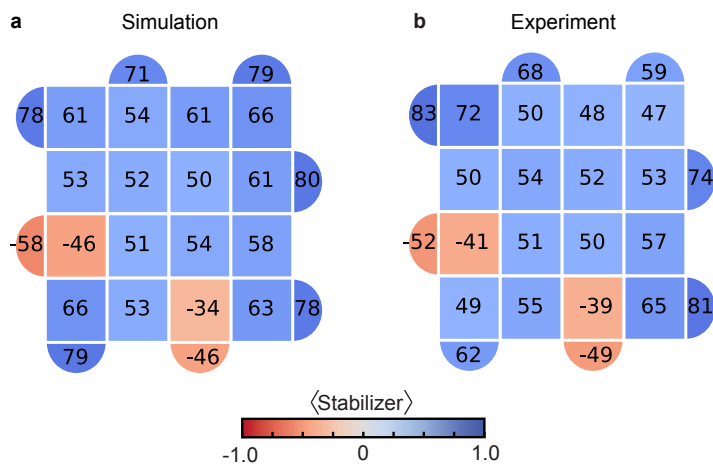 a Simulation
71 79
78 61 54 61 66
53 52 50 61 80
-58 -46 51 54 58
66 53 -34 63 78
79 -46
b Experiment
68 59
83 72 50 48 47
50 54 52 53 74
-52 -41 51 50 57
49 55 -39 65 81
62 -49
⟨Stabilizer⟩
-1.0 0 1.0